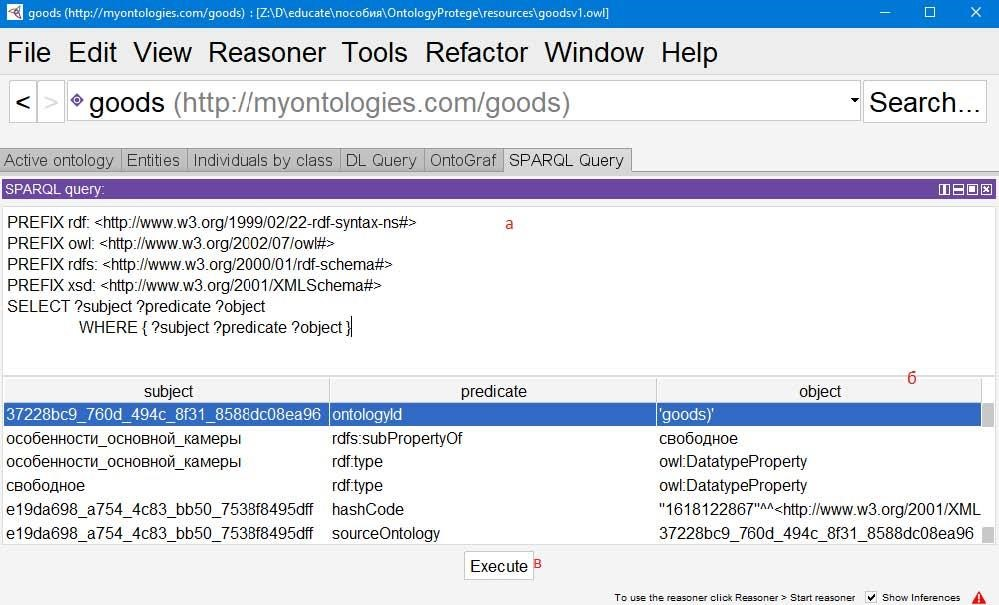 goods (http://myontologies.com/goods) : [Z:\D\educate\пособия\OntologyProtege\resources\goodsv1.owl]
File Edit View Reasoner Tools Refactor Window Help
< > goods (http://myontologies.com/goods) Search...
Active ontology Entities Individuals by class DL Query OntoGraf SPARQL Query
SPARQL query:
PREFIX rdf: <http://www.w3.org/1999/02/22-rdf-syntax-ns#> а
PREFIX owl: <http://www.w3.org/2002/07/owl#>
PREFIX rdfs: <http://www.w3.org/2000/01/rdf-schema#>
PREFIX xsd: <http://www.w3.org/2001/XMLSchema#>
SELECT ?subject ?predicate ?object
WHERE { ?subject ?predicate ?object }
б
subject predicate object
37228bc9_760d_494c_8f31_8588dc08ea96 ontologyId 'goods)'
особенности_основной_камеры rdfs:subPropertyOf свободное
особенности_основной_камеры rdf:type owl:DatatypeProperty
свободное rdf:type owl:DatatypeProperty
e19da698_a754_4c83_bb50_7538f8495dff hashCode "1618122867"^^<http://www.w3.org/2001/XML
e19da698_a754_4c83_bb50_7538f8495dff sourceOntology 37228bc9_760d_494c_8f31_8588dc08ea96
Execute в
To use the reasoner click Reasoner > Start reasoner Show Inferences